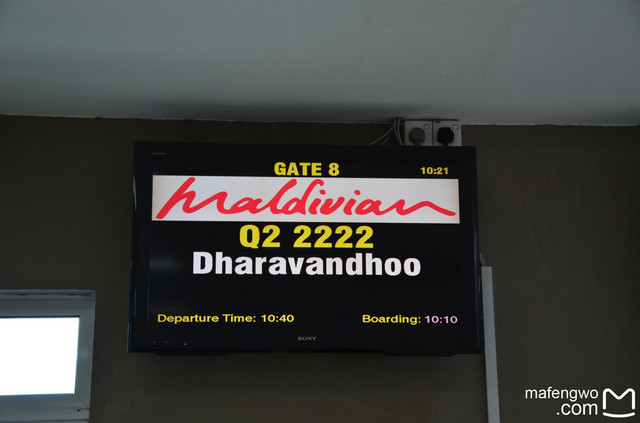 GATE 8
10:21
maldivian
Q2 2222
Dharavandhoo
Departure Time: 10:40
Boarding: 10:10
SONY
mafengwo
.com